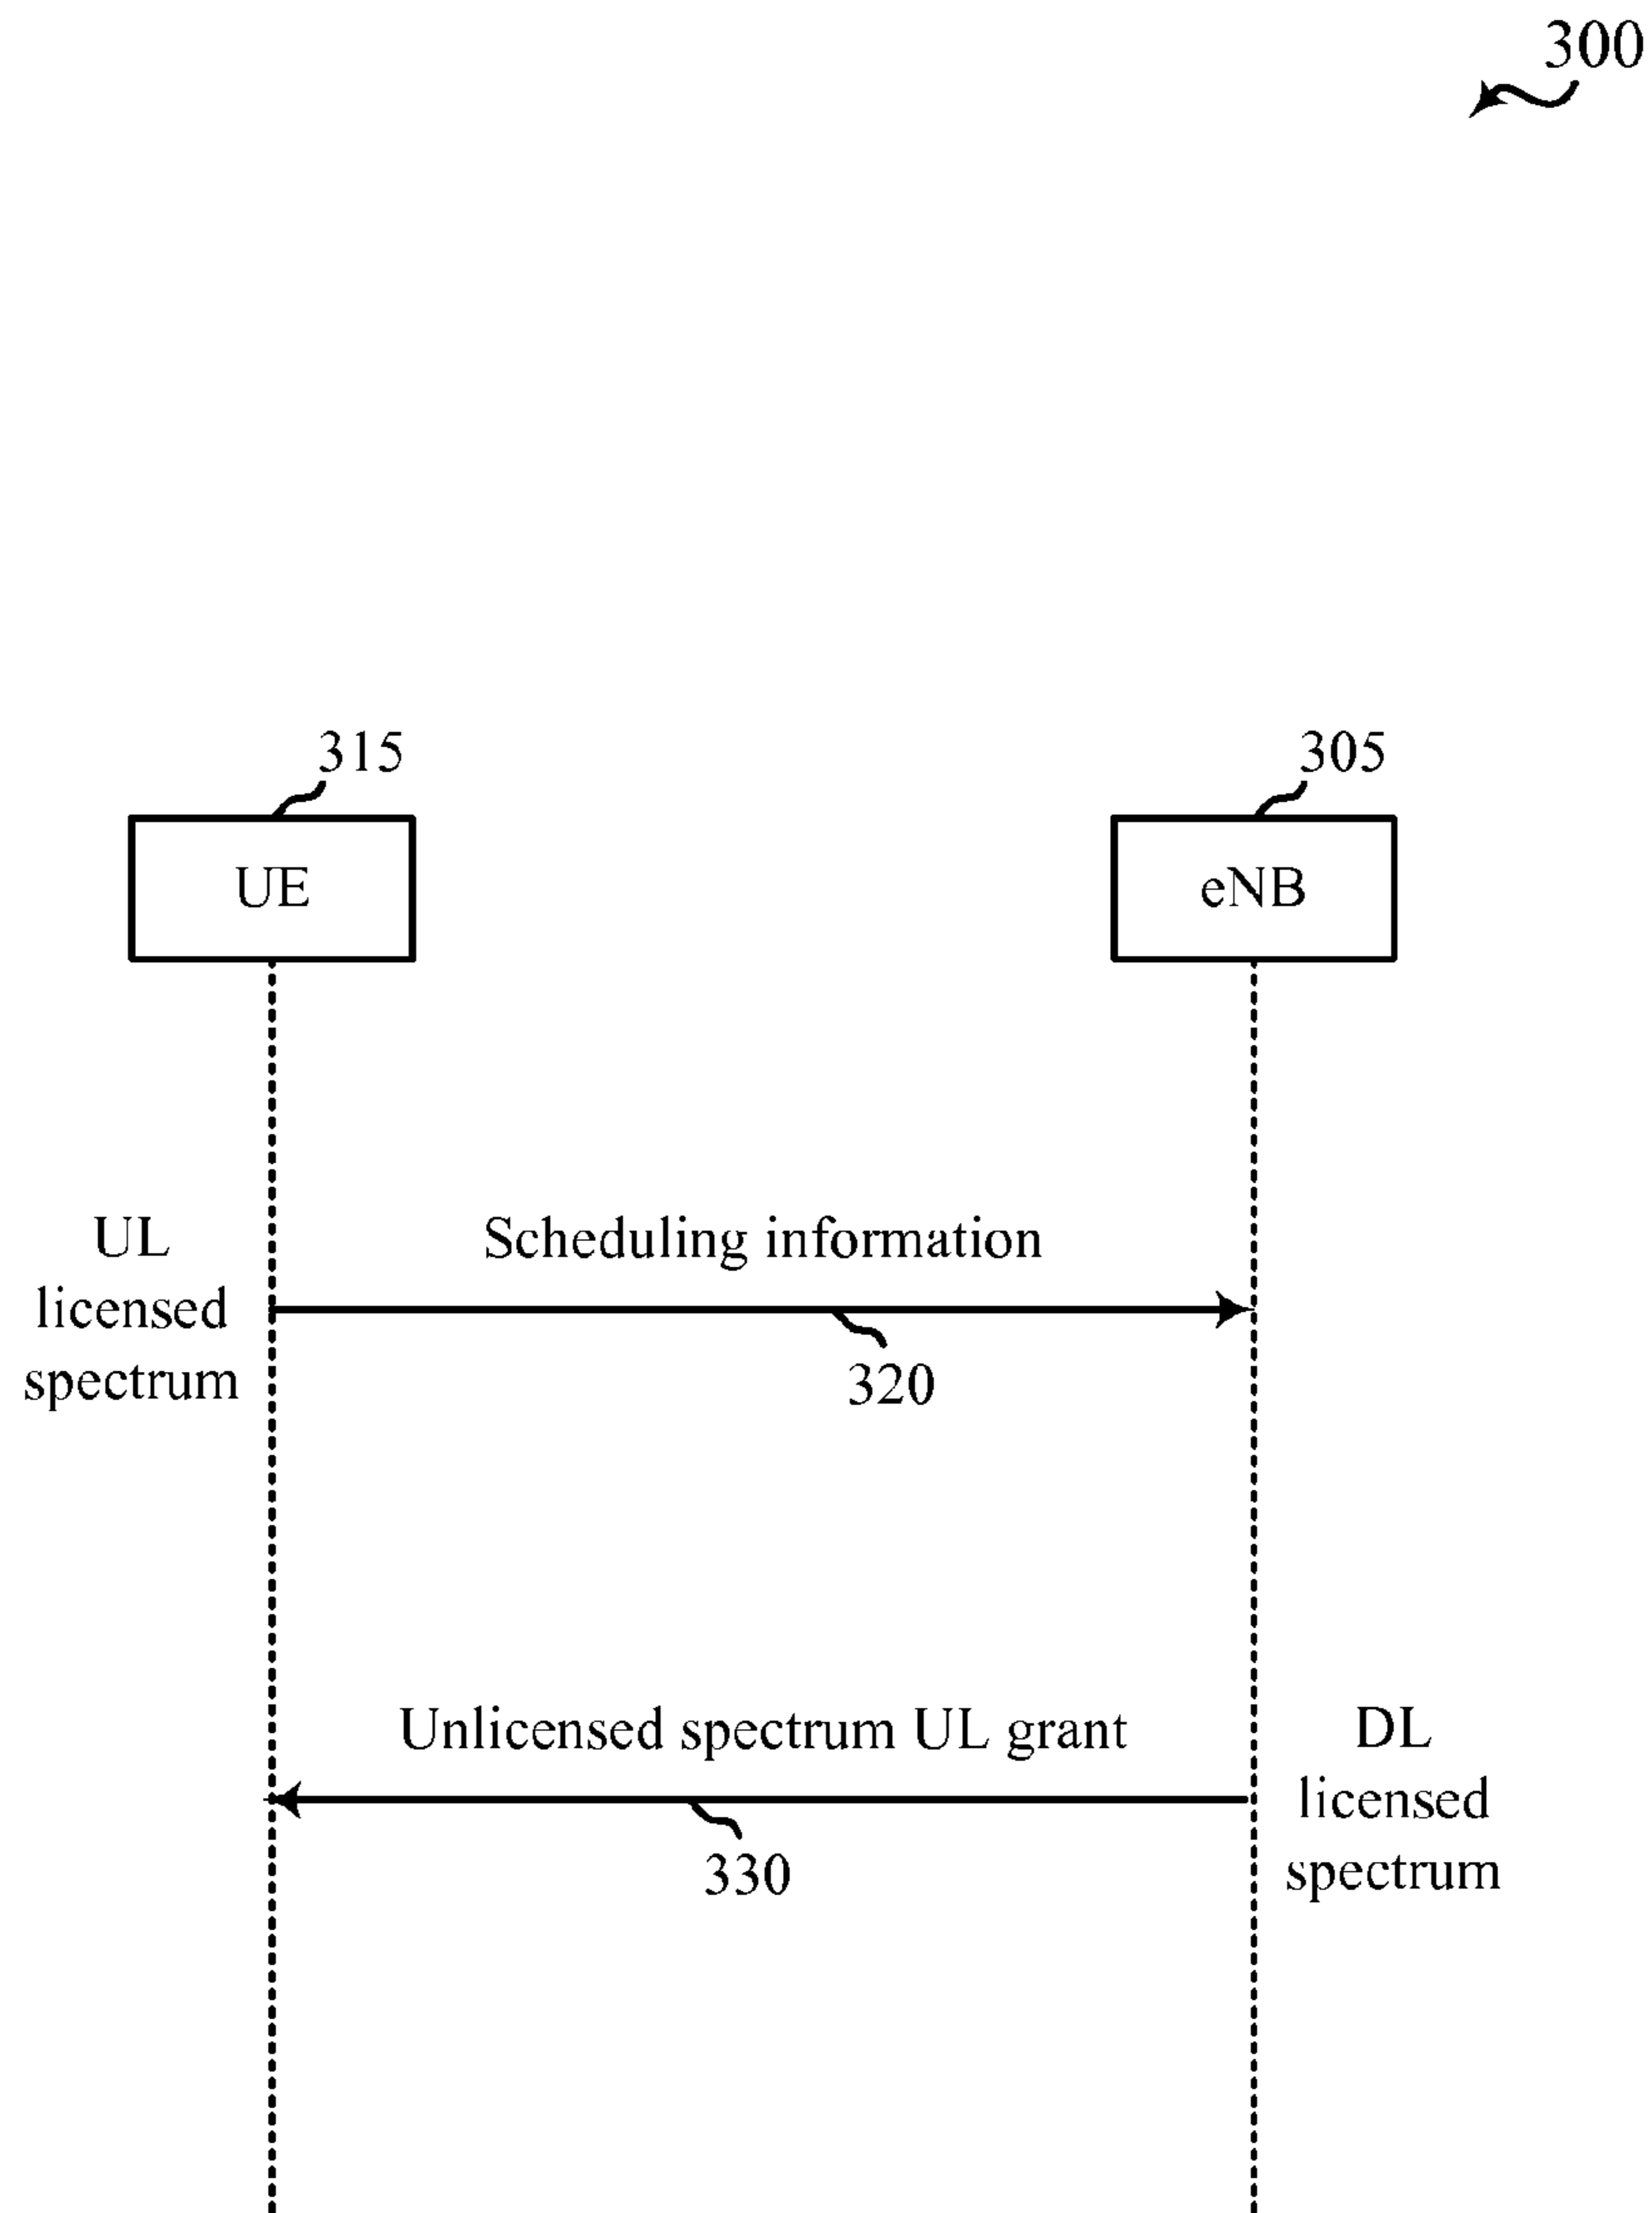 300
315
305
UE
eNB
UL
licensed
spectrum
Scheduling information
320
Unlicensed spectrum UL grant
330
DL
licensed
spectrum